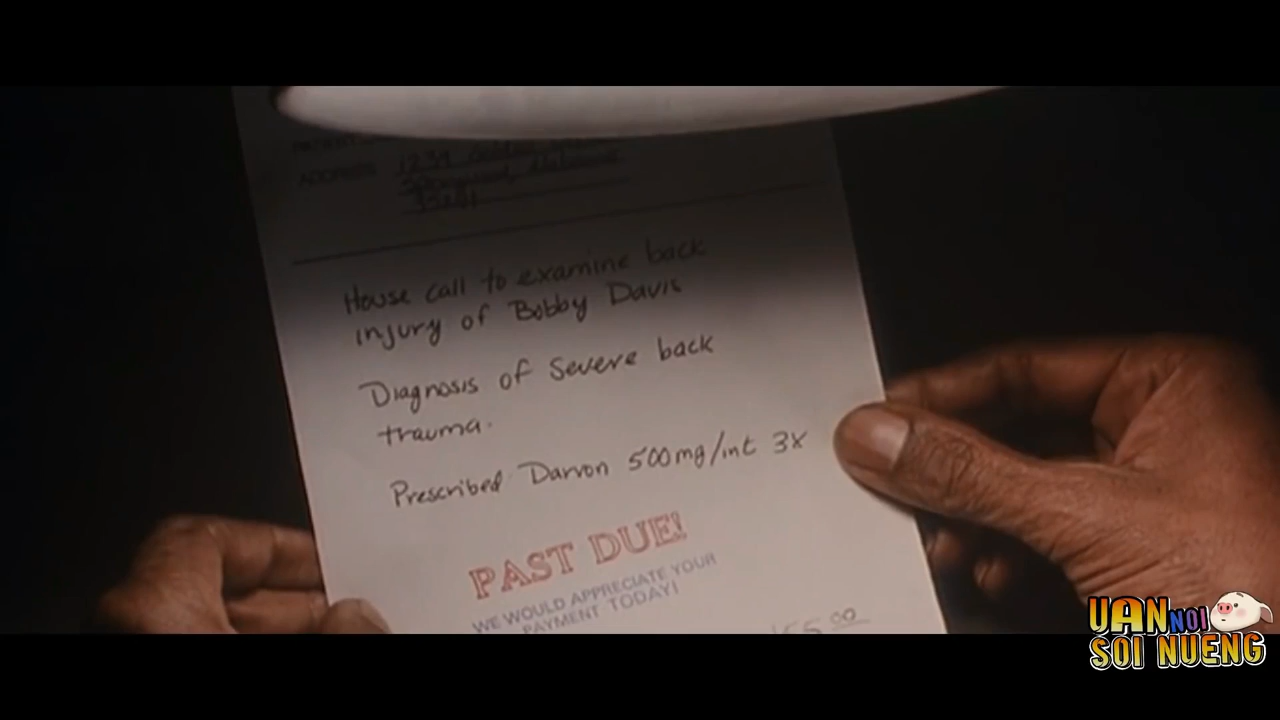 ADDRESS
House call to examine back
injury of Bobby Davis
Diagnosis of severe back
trauma.
Prescribed Darvon 500mg/int 3x
PAST DUE!
WE WOULD APPRECIATE YOUR
PAYMENT TODAY!
UAN NOI
SOI NUENG